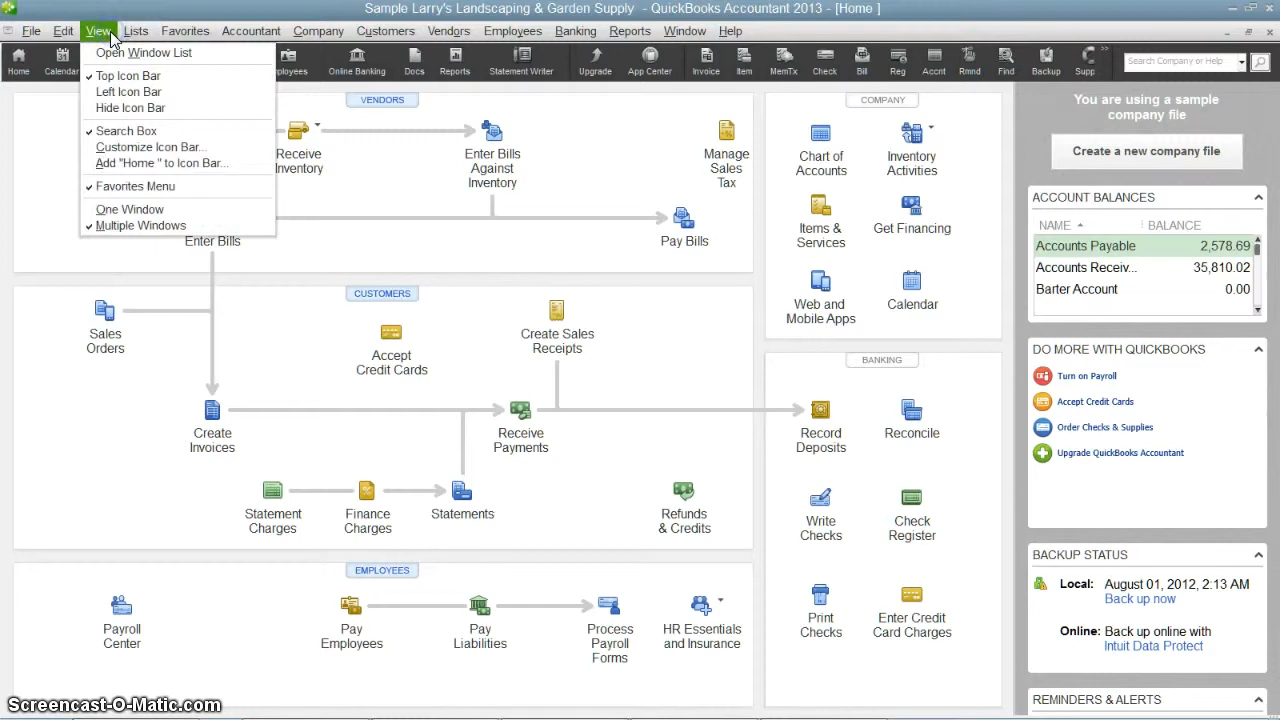 Sample Larry's Landscaping & Garden Supply - QuickBooks Accountant 2013 - [Home ]
File Edit View Lists Favorites Accountant Company Customers Vendors Employees Banking Reports Window Help
Home Calendar Employees Online Banking Docs Reports Statement Writer Upgrade App Center Invoice Item MemTx Check Bill Reg Accnt Rmnd Find Backup Supp Search Company or Help
Open Window List
Top Icon Bar
Left Icon Bar
Hide Icon Bar
Search Box
Customize Icon Bar...
Add "Home " to Icon Bar...
Favorites Menu
One Window
Multiple Windows
VENDORS
Receive
Inventory
Enter Bills
Against
Inventory
Manage
Sales
Tax
Enter Bills
Pay Bills
CUSTOMERS
Sales
Orders
Accept
Credit Cards
Create Sales
Receipts
Create
Invoices
Receive
Payments
Statement
Charges
Finance
Charges
Statements
Refunds
& Credits
EMPLOYEES
Payroll
Center
Pay
Employees
Pay
Liabilities
Process
Payroll
Forms
HR Essentials
and Insurance
COMPANY
Chart of
Accounts
Inventory
Activities
Items &
Services
Get Financing
Web and
Mobile Apps
Calendar
BANKING
Record
Deposits
Reconcile
Write
Checks
Check
Register
Print
Checks
Enter Credit
Card Charges
You are using a sample
company file
Create a new company file
ACCOUNT BALANCES
NAME BALANCE
Accounts Payable 2,578.69
Accounts Receiv... 35,810.02
Barter Account 0.00
DO MORE WITH QUICKBOOKS
Turn on Payroll
Accept Credit Cards
Order Checks & Supplies
Upgrade QuickBooks Accountant
BACKUP STATUS
Local: August 01, 2012, 2:13 AM
Back up now
Online: Back up online with
Intuit Data Protect
REMINDERS & ALERTS
Screencast-O-Matic.com